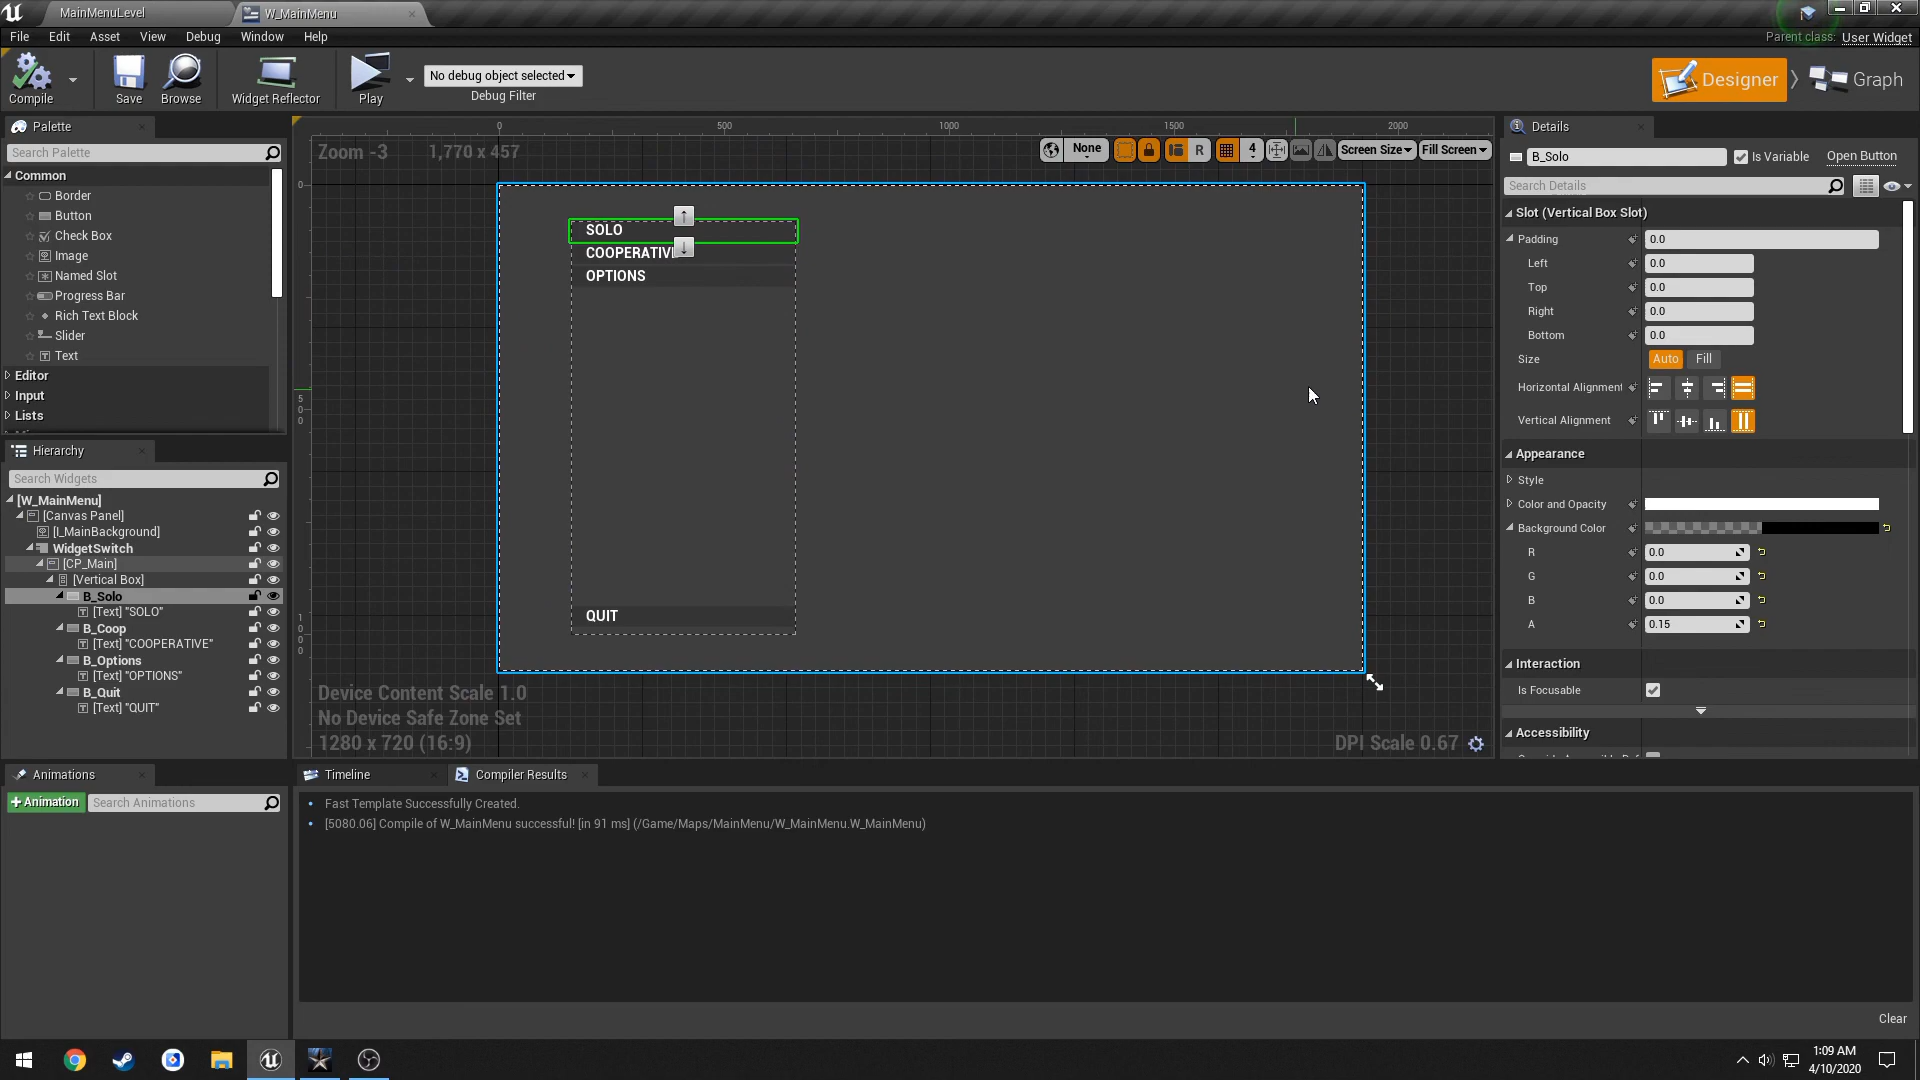 MainMenuLevel
W_MainMenu
File Edit Asset View Debug Window Help
Parent class: User Widget
Compile
Save
Browse
Widget Reflector
Play
No debug object selected
Debug Filter
Designer
Graph
Palette
Search Palette
Common
Border
Button
Check Box
Image
Named Slot
Progress Bar
Rich Text Block
Slider
Text
Editor
Input
Lists
Hierarchy
Search Widgets
[W_MainMenu]
[Canvas Panel]
[I_MainBackground]
WidgetSwitch
[CP_Main]
[Vertical Box]
B_Solo
[Text] "SOLO"
B_Coop
[Text] "COOPERATIVE"
B_Options
[Text] "OPTIONS"
B_Quit
[Text] "QUIT"
Animations
+Animation
Search Animations
0 500 1000 1500 2000
Zoom -3 1,770 x 457
None
R
4
Screen Size
Fill Screen
0
500
1000
SOLO
COOPERATIV
OPTIONS
QUIT
Device Content Scale 1.0
No Device Safe Zone Set
1280 x 720 (16:9)
DPI Scale 0.67
Timeline
Compiler Results
Fast Template Successfully Created.
[5080.06] Compile of W_MainMenu successful! [in 91 ms] (/Game/Maps/MainMenu/W_MainMenu.W_MainMenu)
Clear
Details
B_Solo
Is Variable
Open Button
Search Details
Slot (Vertical Box Slot)
Padding 0.0
Left 0.0
Top 0.0
Right 0.0
Bottom 0.0
Size Auto Fill
Horizontal Alignment
Vertical Alignment
Appearance
Style
Color and Opacity
Background Color
R 0.0
G 0.0
B 0.0
A 0.15
Interaction
Is Focusable
Accessibility
1:09 AM
4/10/2020